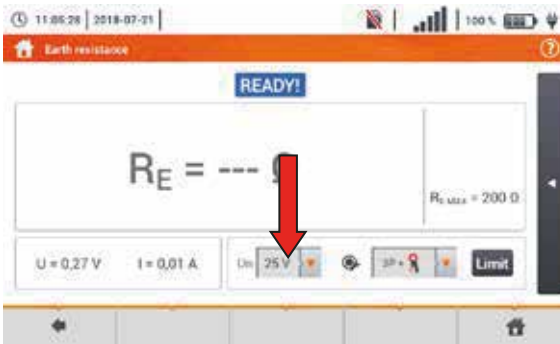 11:05:28 2018-07-21 100 %
Earth resistance
READY!
RE = --- Ω
RE MAX = 200 Ω
U = 0,27 V I = 0,01 A Un 25 V 3P+ Limit